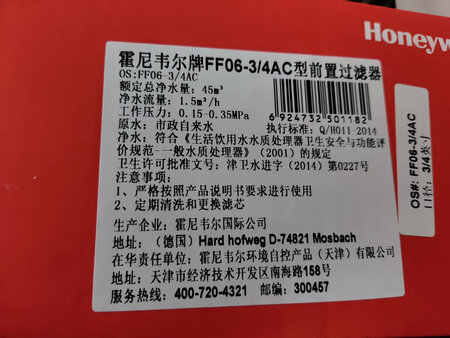 Honeyw
霍尼韦尔牌FF06-3/4AC型前置过滤器
OS:FF06-3/4AC
额定总净水量：45m³
净水流量：1.5m³/h
工作压力：0.15-0.35MPa
6 924732 501182
原水：市政自来水
执行标准：Q/H011-2014
净水：符合《生活饮用水水质处理器卫生安全与功能评
价规范-一般水质处理器》（2001）的规定
卫生许可批准文号：津卫水进字（2014）第0227号
注意事项：
1、严格按照产品说明书要求进行使用
2、定期清洗和更换滤芯
生产企业：霍尼韦尔国际公司
地址：（德国）Hard hofweg D-74821 Mosbach
在华责任单位：霍尼韦尔环境自控产品（天津）有限公司
地址：天津市经济技术开发区南海路158号
服务热线：400-720-4321 邮编：300457
OS#: FF06-3/4AC
口径：3/4英寸